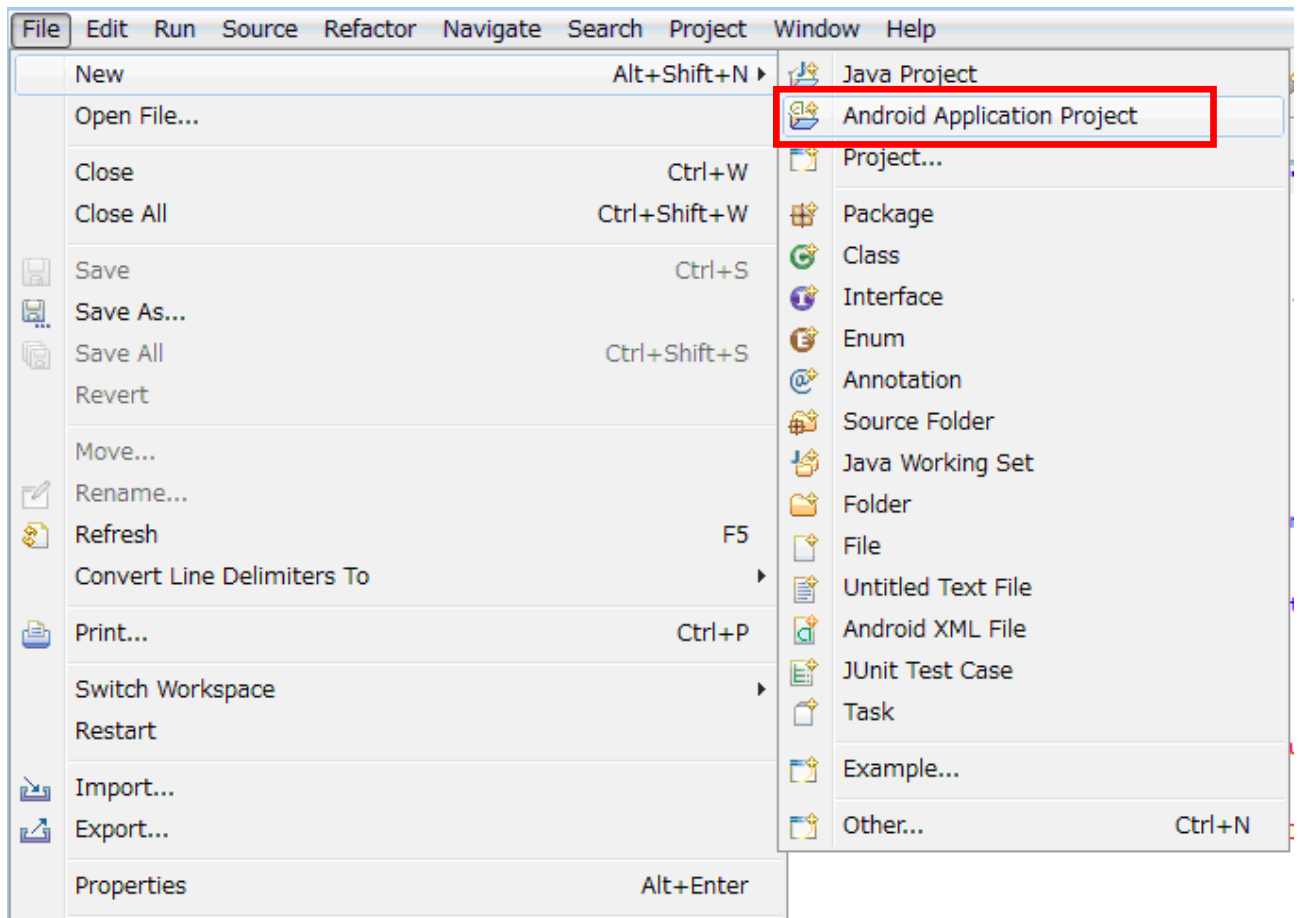 File Edit Run Source Refactor Navigate Search Project Window Help
New Alt+Shift+N
Open File...
Close Ctrl+W
Close All Ctrl+Shift+W
Save Ctrl+S
Save As...
Save All Ctrl+Shift+S
Revert
Move...
Rename...
Refresh F5
Convert Line Delimiters To
Print... Ctrl+P
Switch Workspace
Restart
Import...
Export...
Properties Alt+Enter
Java Project
Android Application Project
Project...
Package
Class
Interface
Enum
Annotation
Source Folder
Java Working Set
Folder
File
Untitled Text File
Android XML File
JUnit Test Case
Task
Example...
Other... Ctrl+N